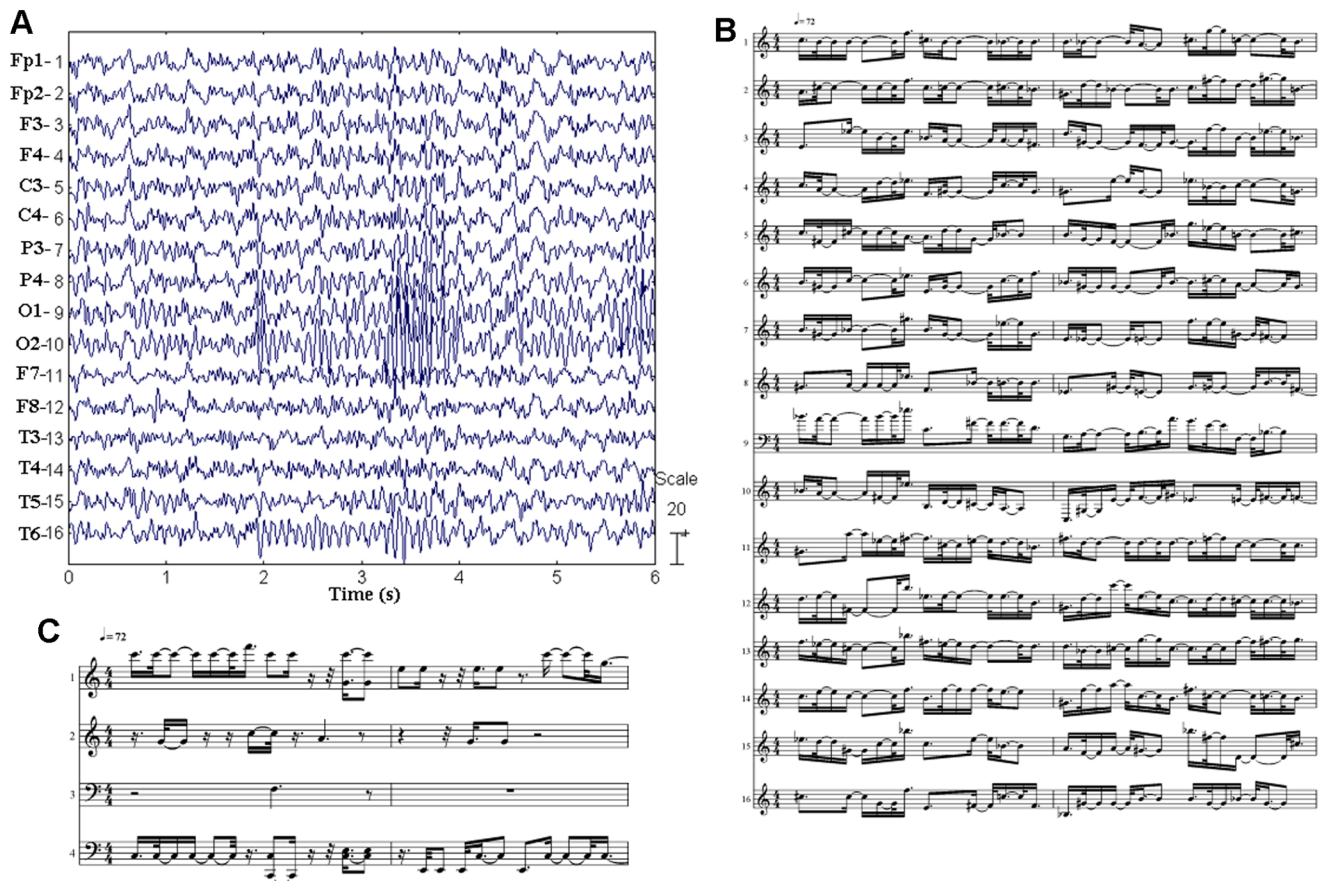 A
Fp1-1
Fp2-2
F3-3
F4-4
C3-5
C4-6
P3-7
P4-8
O1-9
O2-10
F7-11
F8-12
T3-13
T4-14
T5-15
T6-16
Scale
20
0 1 2 3 4 5 6
Time (s)
B
♩=72
1
2
3
4
5
6
7
8
9
10
11
12
13
14
15
16
C
♩=72
1
2
3
4